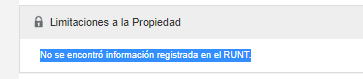 Limitaciones a la Propiedad
No se encontró información registrada en el RUNT.